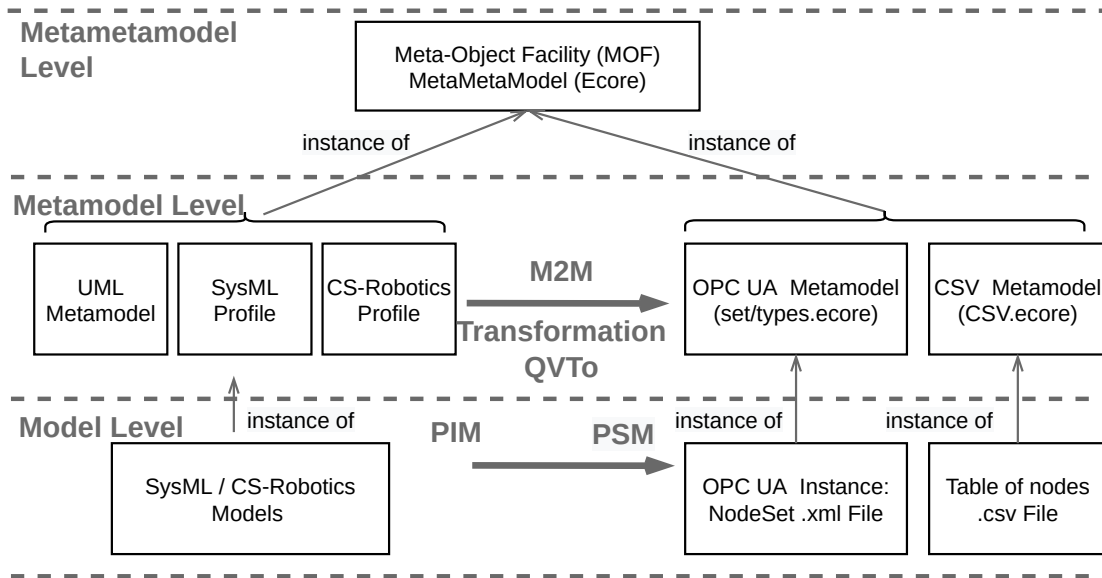 Metametamodel
Level
Meta-Object Facility (MOF)
MetaMetaModel (Ecore)
instance of
instance of
Metamodel Level
UML
Metamodel
SysML
Profile
CS-Robotics
Profile
M2M
Transformation
QVTo
OPC UA Metamodel
(set/types.ecore)
CSV Metamodel
(CSV.ecore)
Model Level
instance of
PIM
PSM
instance of
instance of
SysML / CS-Robotics
Models
OPC UA Instance:
NodeSet .xml File
Table of nodes
.csv File